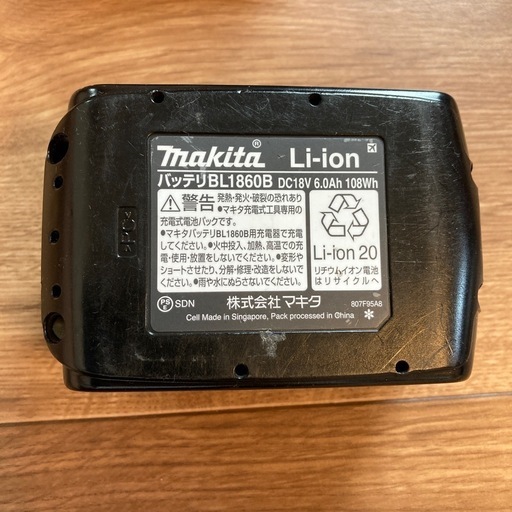 makita® Li-ion
バッテリBL1860B DC18V 6.0Ah 108Wh
警告 発熱・発火・破裂の恐れあり
●マキタ充電式工具専用の
充電式電池パックです。
●マキタバッテリBL1860B用充電器で充電
してください。●火中投入、加熱、高温での充
電・使用・放置をしないでください。●変形や
ショートさせたり、分解・修理・改造をしないで
ください。●雨や水にぬらさないでください。
Li-ion 20
リチウムイオン電池
はリサイクルへ
PS E SDN 株式会社マキタ 807F95A8
Cell Made in Singapore, Pack processed in China *